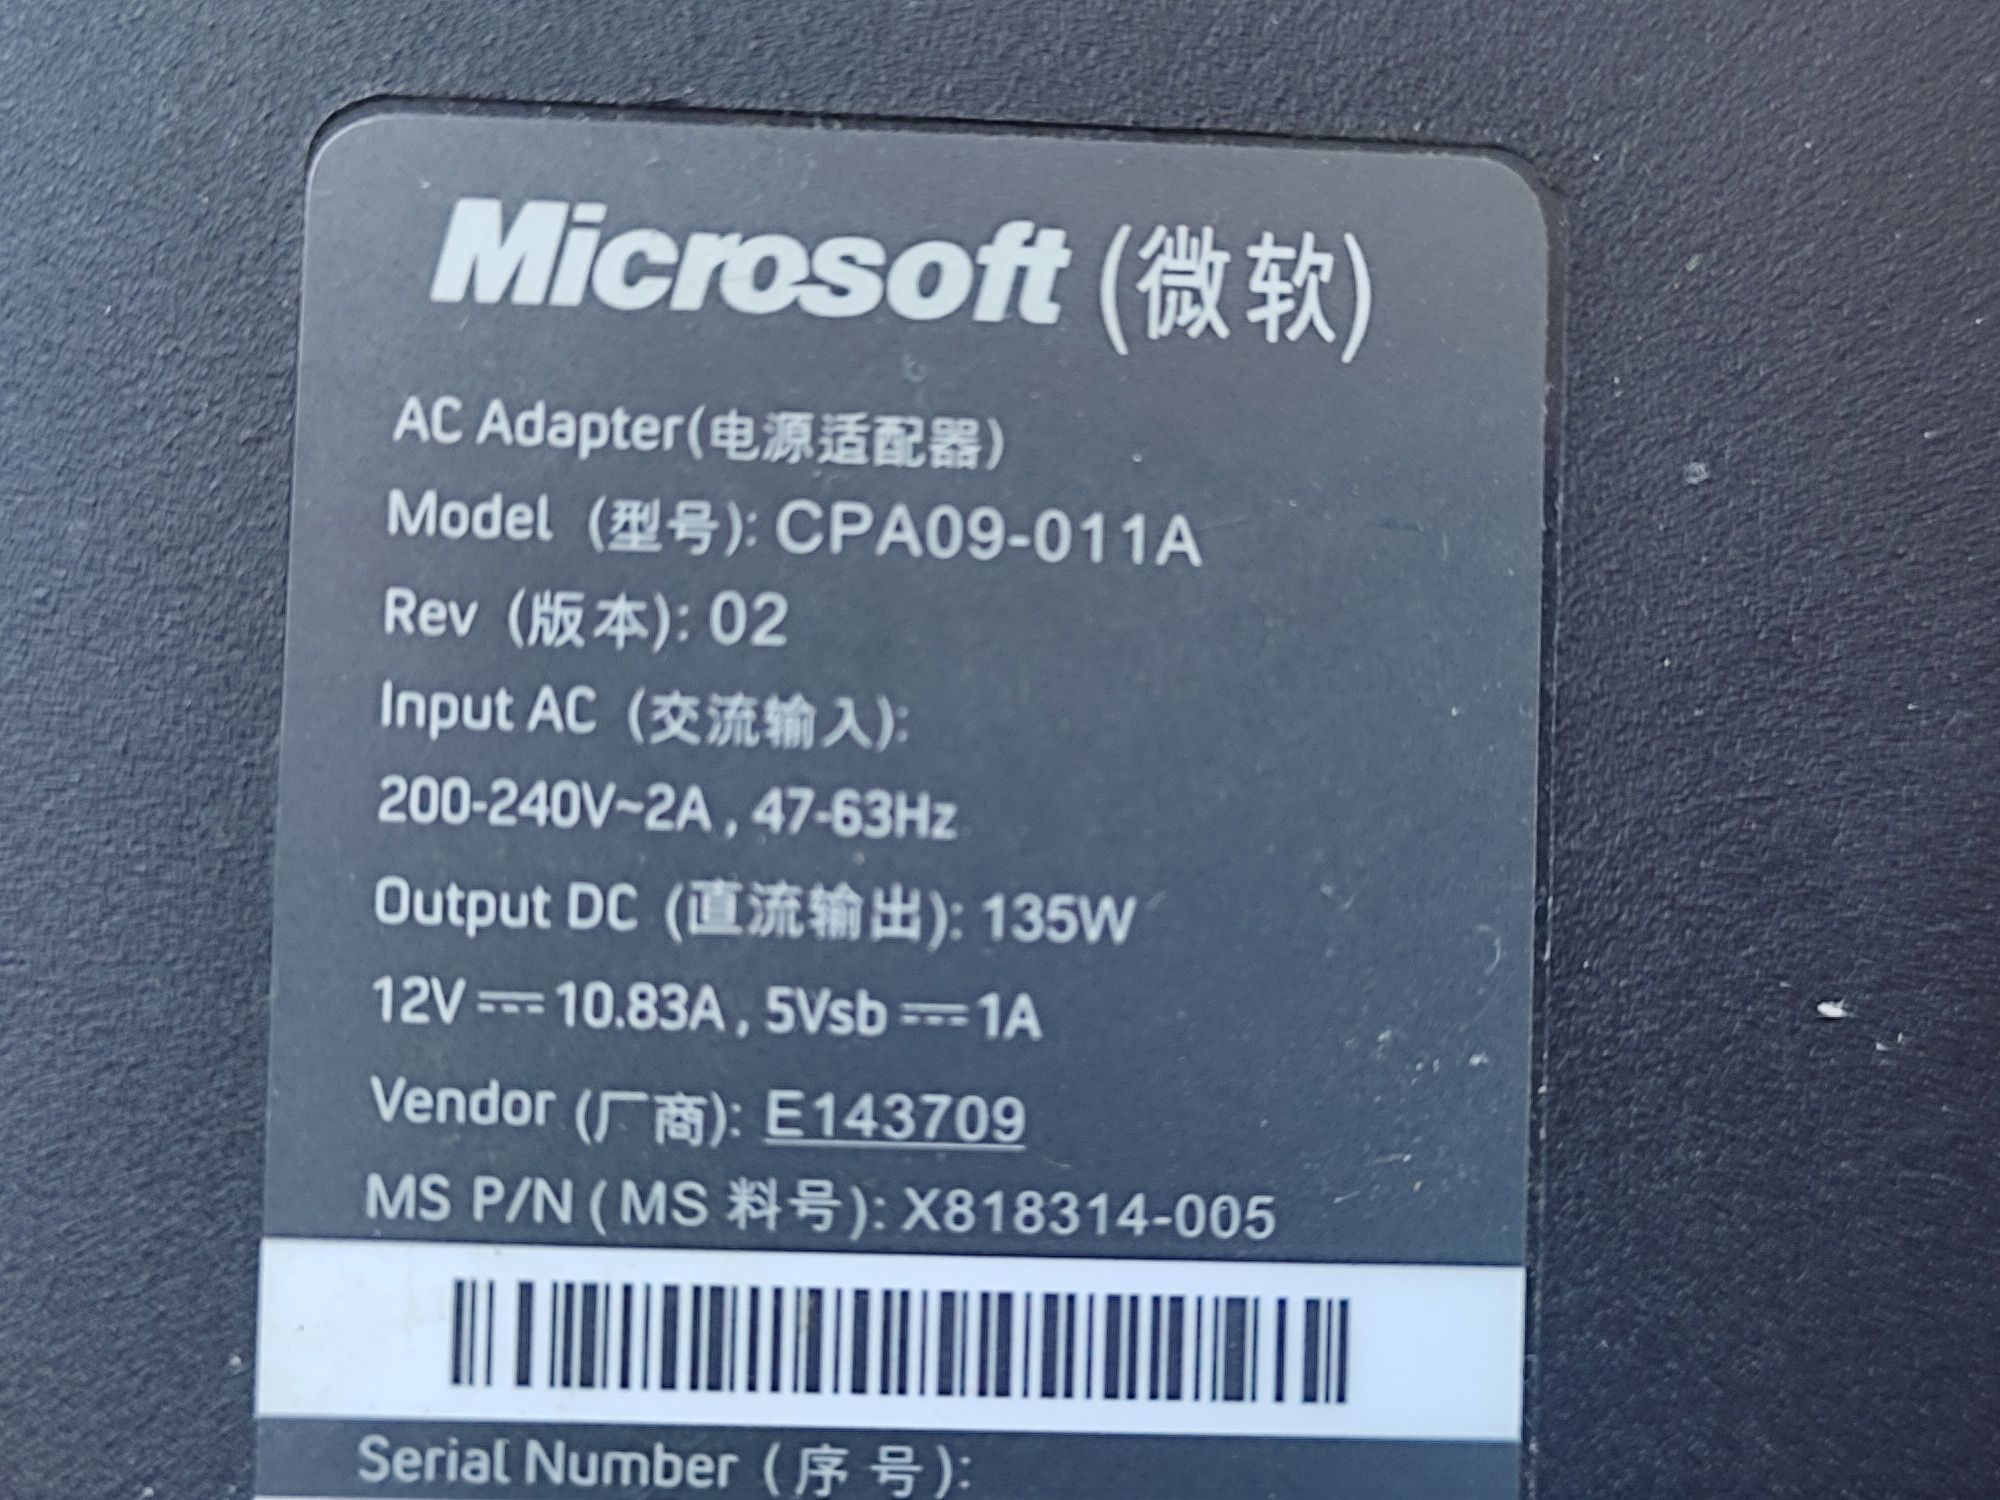 Microsoft (微软)
AC Adapter(电源适配器)
Model (型号): CPA09-011A
Rev (版本): 02
Input AC (交流输入):
200-240V~2A , 47-63Hz
Output DC (直流输出): 135W
12V ⎓ 10.83A , 5Vsb ⎓ 1A
Vendor (厂商): E143709
MS P/N ( MS 料号): X818314-005
Serial Number ( 序 号 ):